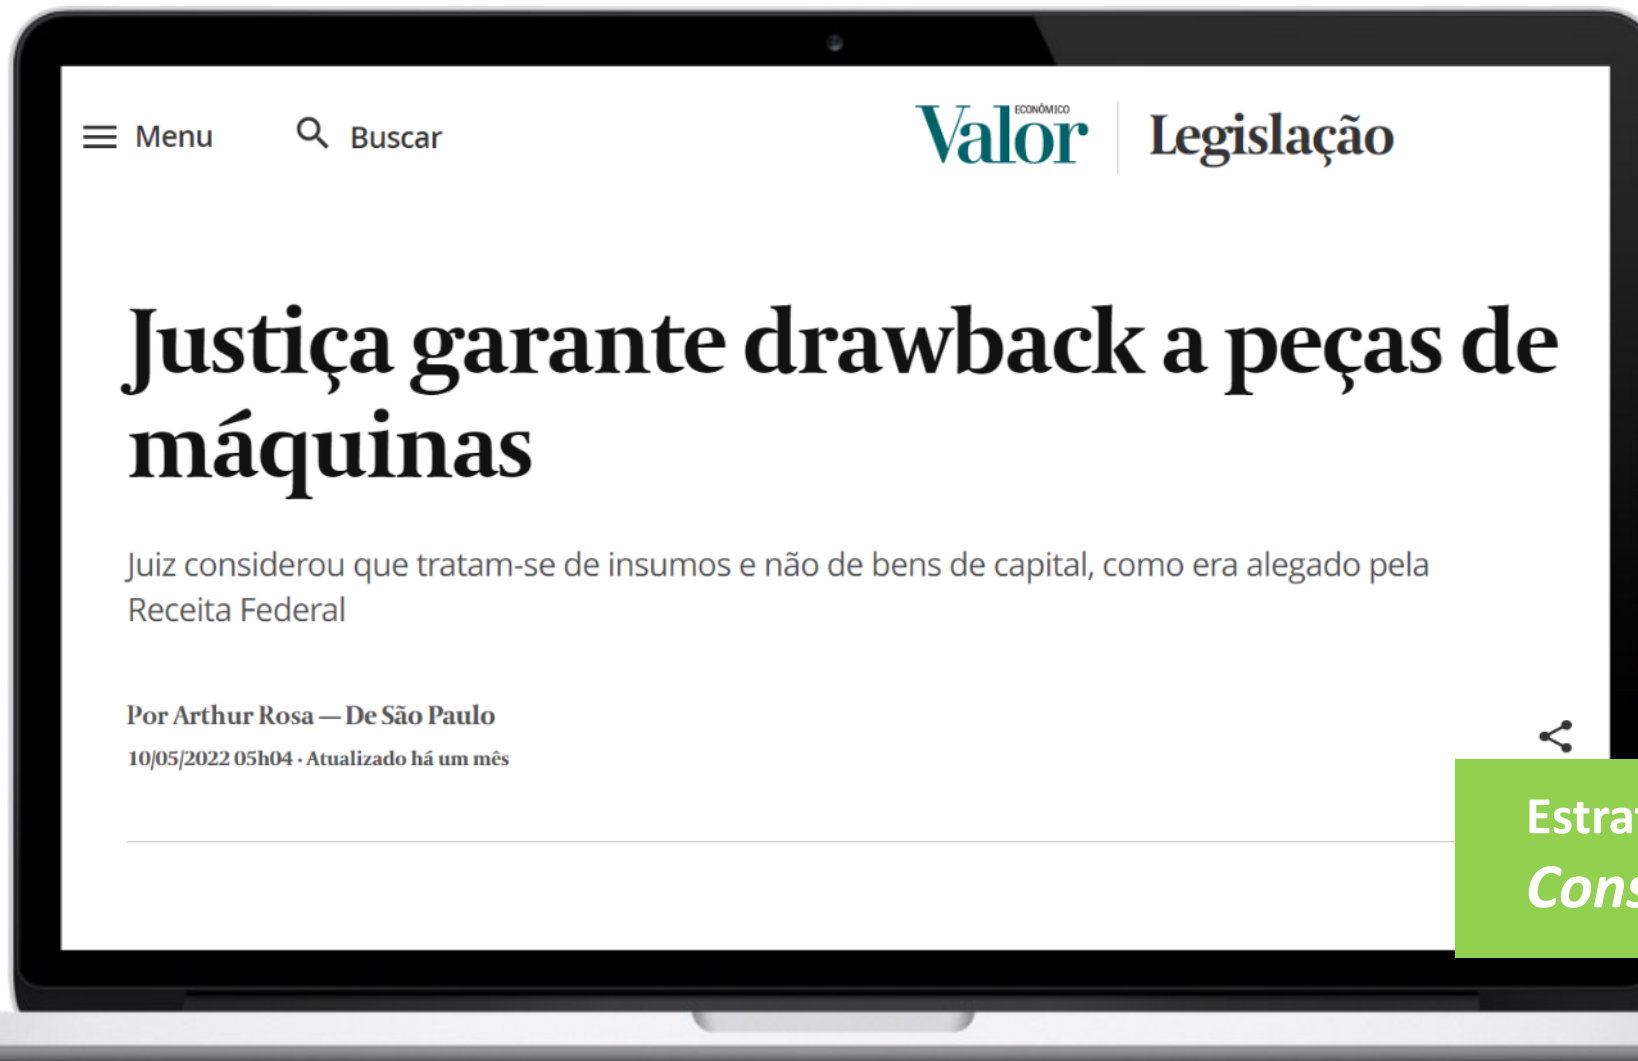 Menu
Buscar
Valor ECONÔMICO
Legislação
Justiça garante drawback a peças de
máquinas
Juiz considerou que tratam-se de insumos e não de bens de capital, como era alegado pela
Receita Federal
Por Arthur Rosa — De São Paulo
10/05/2022 05h04 · Atualizado há um mês